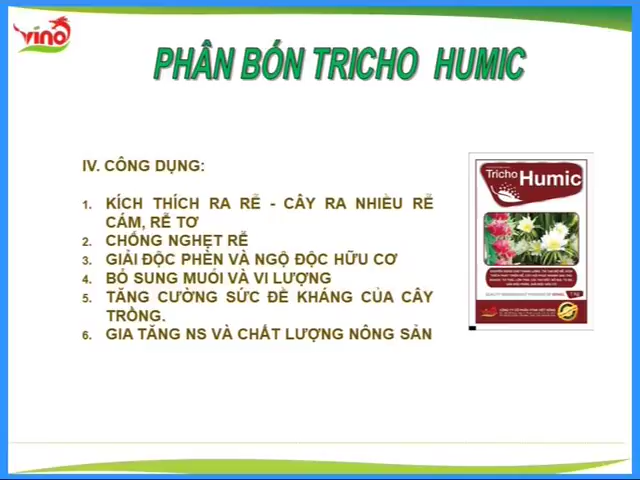 vino
PHÂN BÓN TRICHO HUMIC
IV. CÔNG DỤNG:
1. KÍCH THÍCH RA RỄ - CÂY RA NHIỀU RỄ
CÁM, RỄ TƠ
2. CHỐNG NGHẸT RỄ
3. GIẢI ĐỘC PHÈN VÀ NGỘ ĐỘC HỮU CƠ
4. BỔ SUNG MUỐI VÀ VI LƯỢNG
5. TĂNG CƯỜNG SỨC ĐỀ KHÁNG CỦA CÂY
TRỒNG.
6. GIA TĂNG NS VÀ CHẤT LƯỢNG NÔNG SẢN
Tricho Humic